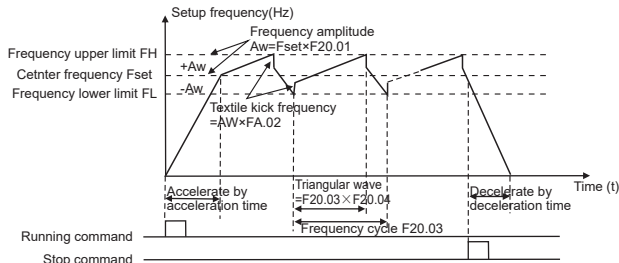 Setup frequency(Hz)
Frequency amplitude
Aw=Fset×F20.01
Frequency upper limit FH
+Aw
Cetnter frequency Fset
-Aw
Frequency lower limit FL
Textile kick frequency
=AW×FA.02
Time (t)
Accelerate by
acceleration time
Triangular wave
=F20.03×F20.04
Decelerate by
deceleration time
Frequency cycle F20.03
Running command
Stop command